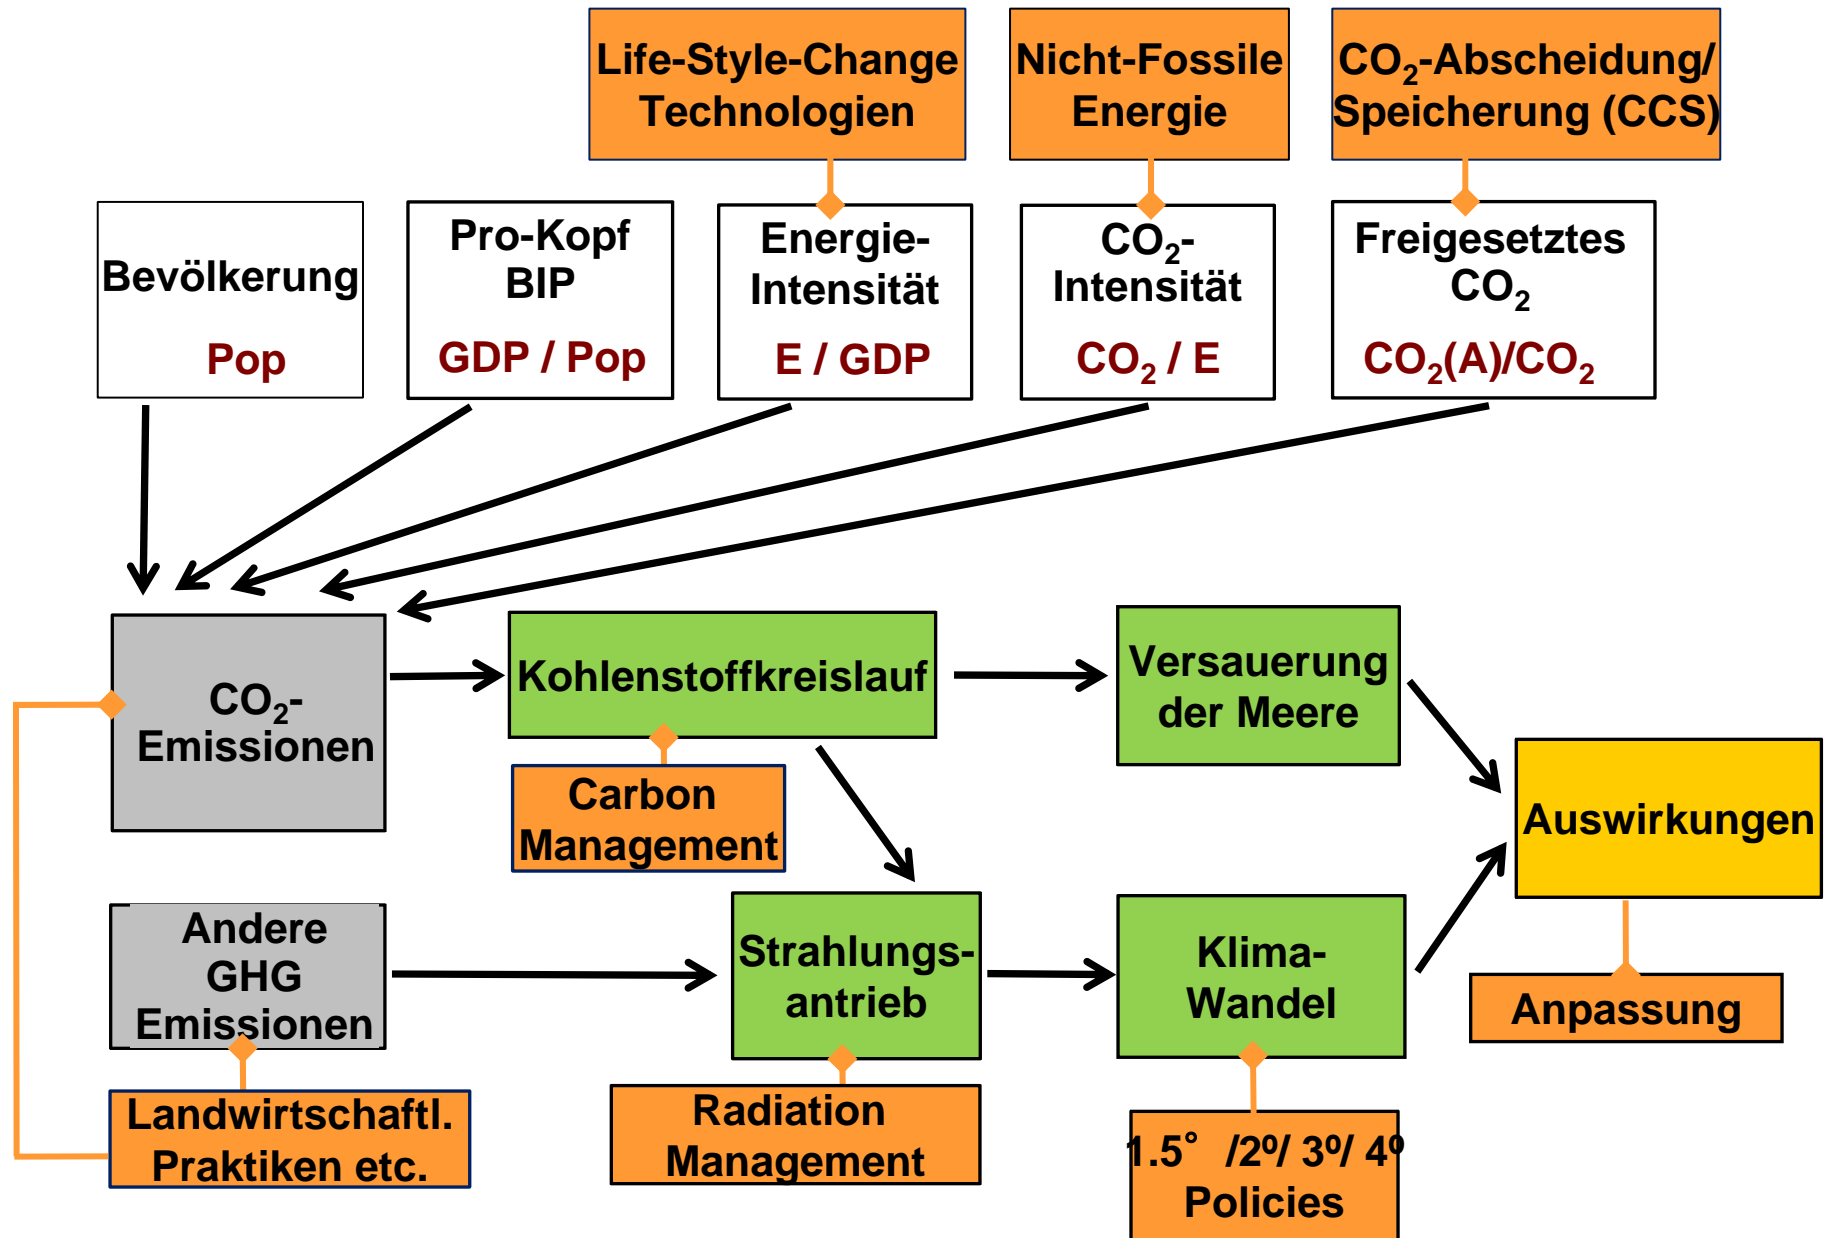 Life-Style-Change
Technologien
Nicht-Fossile
Energie
CO₂-Abscheidung/
Speicherung (CCS)
Bevölkerung
Pop
Pro-Kopf
BIP
GDP / Pop
Energie-
Intensität
E / GDP
CO₂-
Intensität
CO₂ / E
Freigesetztes
CO₂
CO₂(A)/CO₂
CO₂-
Emissionen
Kohlenstoffkreislauf
Versauerung
der Meere
Carbon
Management
Auswirkungen
Andere
GHG
Emissionen
Strahlungs-
antrieb
Klima-
Wandel
Anpassung
Landwirtschaftl.
Praktiken etc.
Radiation
Management
1.5° /2º/ 3º/ 4º
Policies